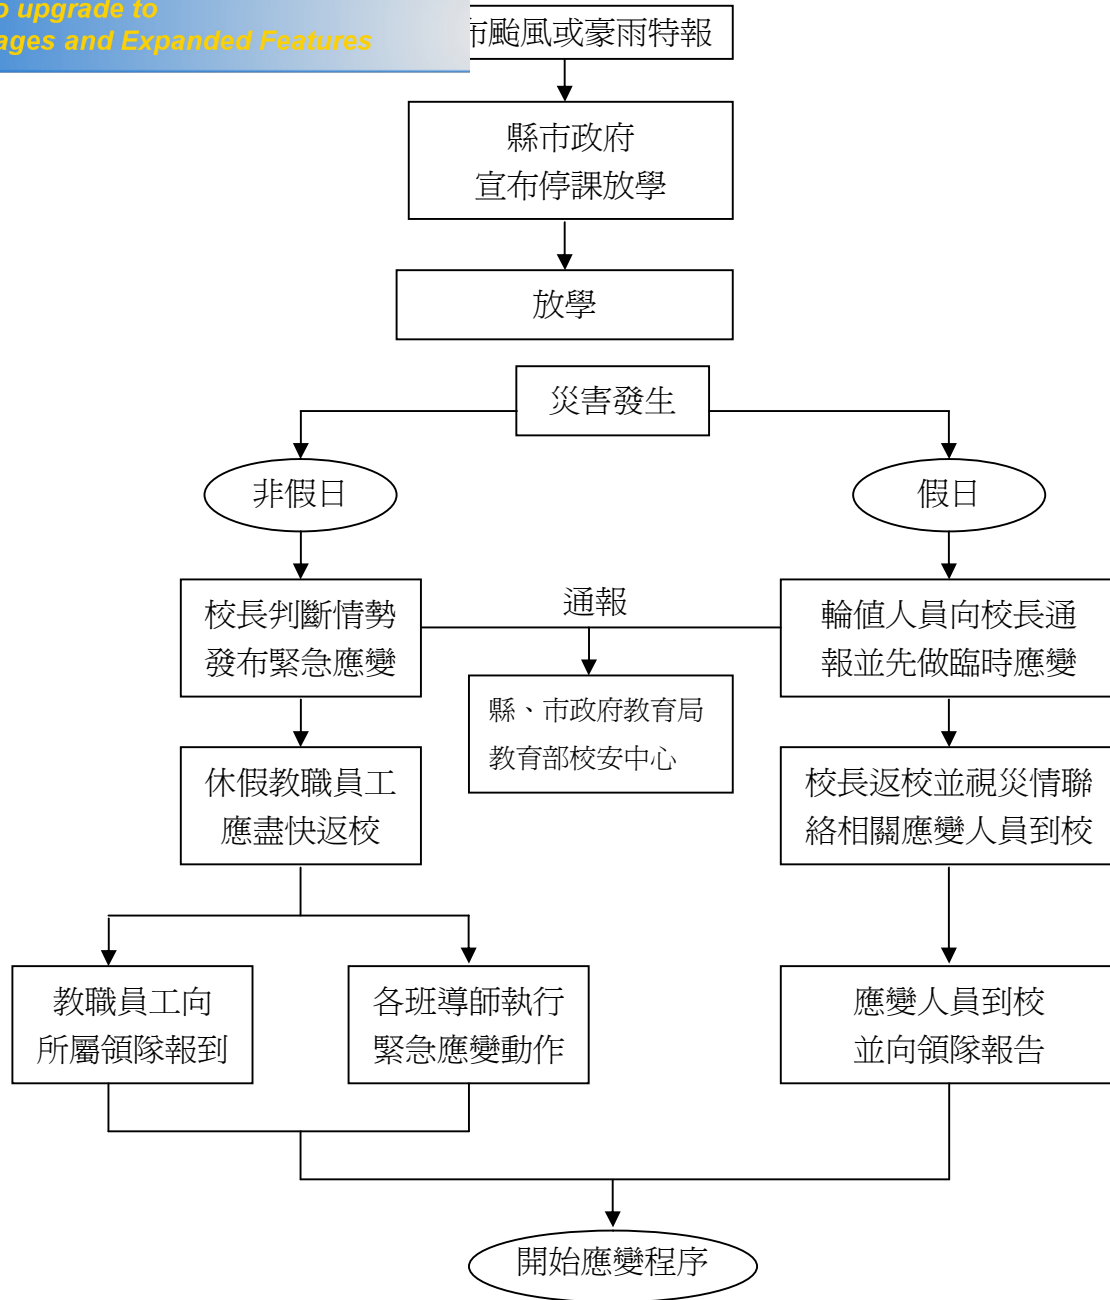 to upgrade to
ages and Expanded Features
布颱風或豪雨特報
縣市政府
宣布停課放學
放學
災害發生
非假日
假日
校長判斷情勢
發布緊急應變
通報
輪值人員向校長通
報並先做臨時應變
縣、市政府教育局
教育部校安中心
休假教職員工
應盡快返校
校長返校並視災情聯
絡相關應變人員到校
教職員工向
所屬領隊報到
各班導師執行
緊急應變動作
應變人員到校
並向領隊報告
開始應變程序